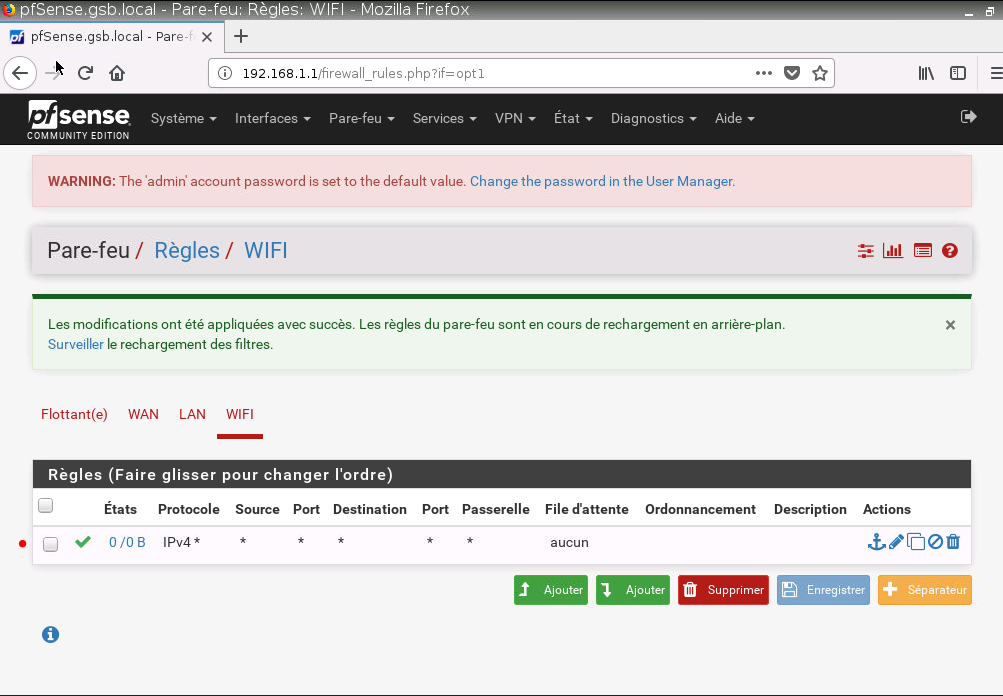 pfSense.gsb.local - Pare-feu: Règles: WIFI - Mozilla Firefox
pfSense.gsb.local - Pare-f
192.168.1.1/firewall_rules.php?if=opt1
pfsense
COMMUNITY EDITION
Système Interfaces Pare-feu Services VPN État Diagnostics Aide
WARNING: The 'admin' account password is set to the default value. Change the password in the User Manager.
Pare-feu / Règles / WIFI
Les modifications ont été appliquées avec succès. Les règles du pare-feu sont en cours de rechargement en arrière-plan.
Surveiller le rechargement des filtres.
Flottant(e) WAN LAN WIFI
Règles (Faire glisser pour changer l'ordre)
États Protocole Source Port Destination Port Passerelle File d'attente Ordonnancement Description Actions
0 /0 B IPv4 * * * * * * aucun
Ajouter Ajouter Supprimer Enregistrer Séparateur